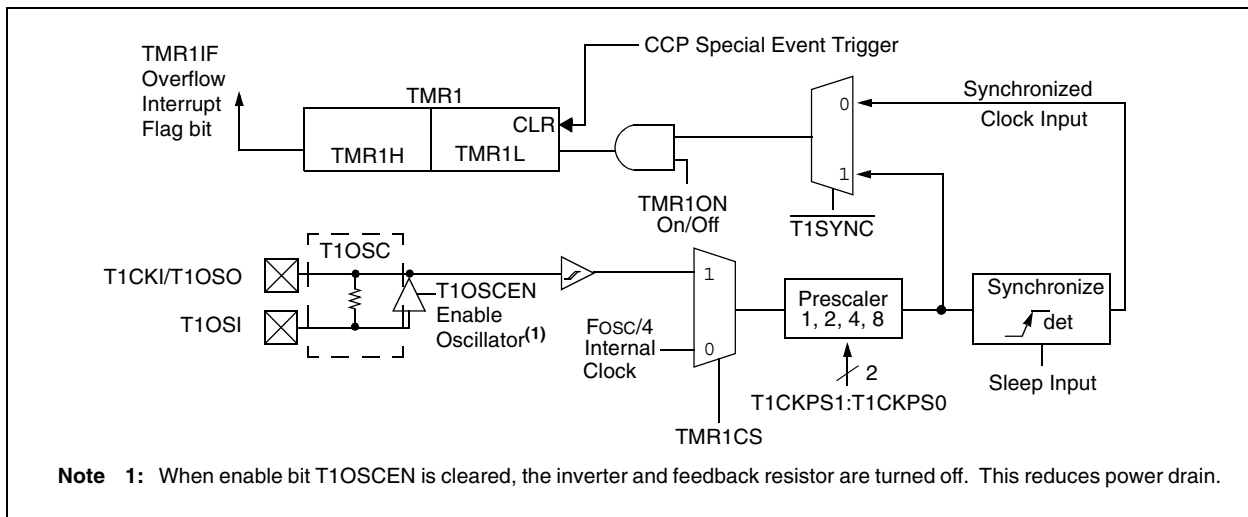 CCP Special Event Trigger
TMR1IF
Overflow
Interrupt
Flag bit
TMR1
CLR
TMR1H
TMR1L
0
1
Synchronized
Clock Input
TMR1ON
On/Off
T1SYNC
T1OSC
T1CKI/T1OSO
T1OSI
T1OSCEN
Enable
Oscillator(1)
FOSC/4
Internal
Clock
1
0
TMR1CS
Prescaler
1, 2, 4, 8
2
T1CKPS1:T1CKPS0
Synchronize
det
Sleep Input
Note 1: When enable bit T1OSCEN is cleared, the inverter and feedback resistor are turned off. This reduces power drain.